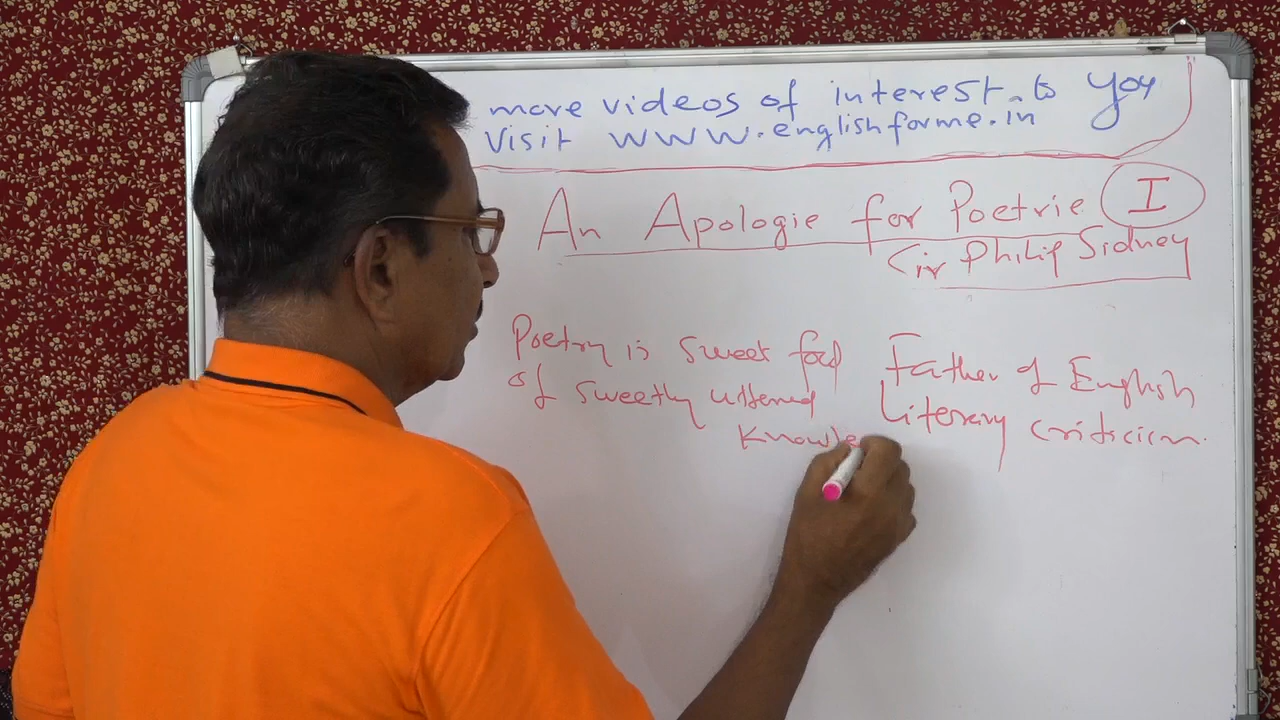 more videos of interest to you
visit www.englishforme.in
An Apologie for Poetrie I
Sir Philip Sidney
Poetry is sweet food
of sweetly uttered
knowle
Father of English
Literary criticism.